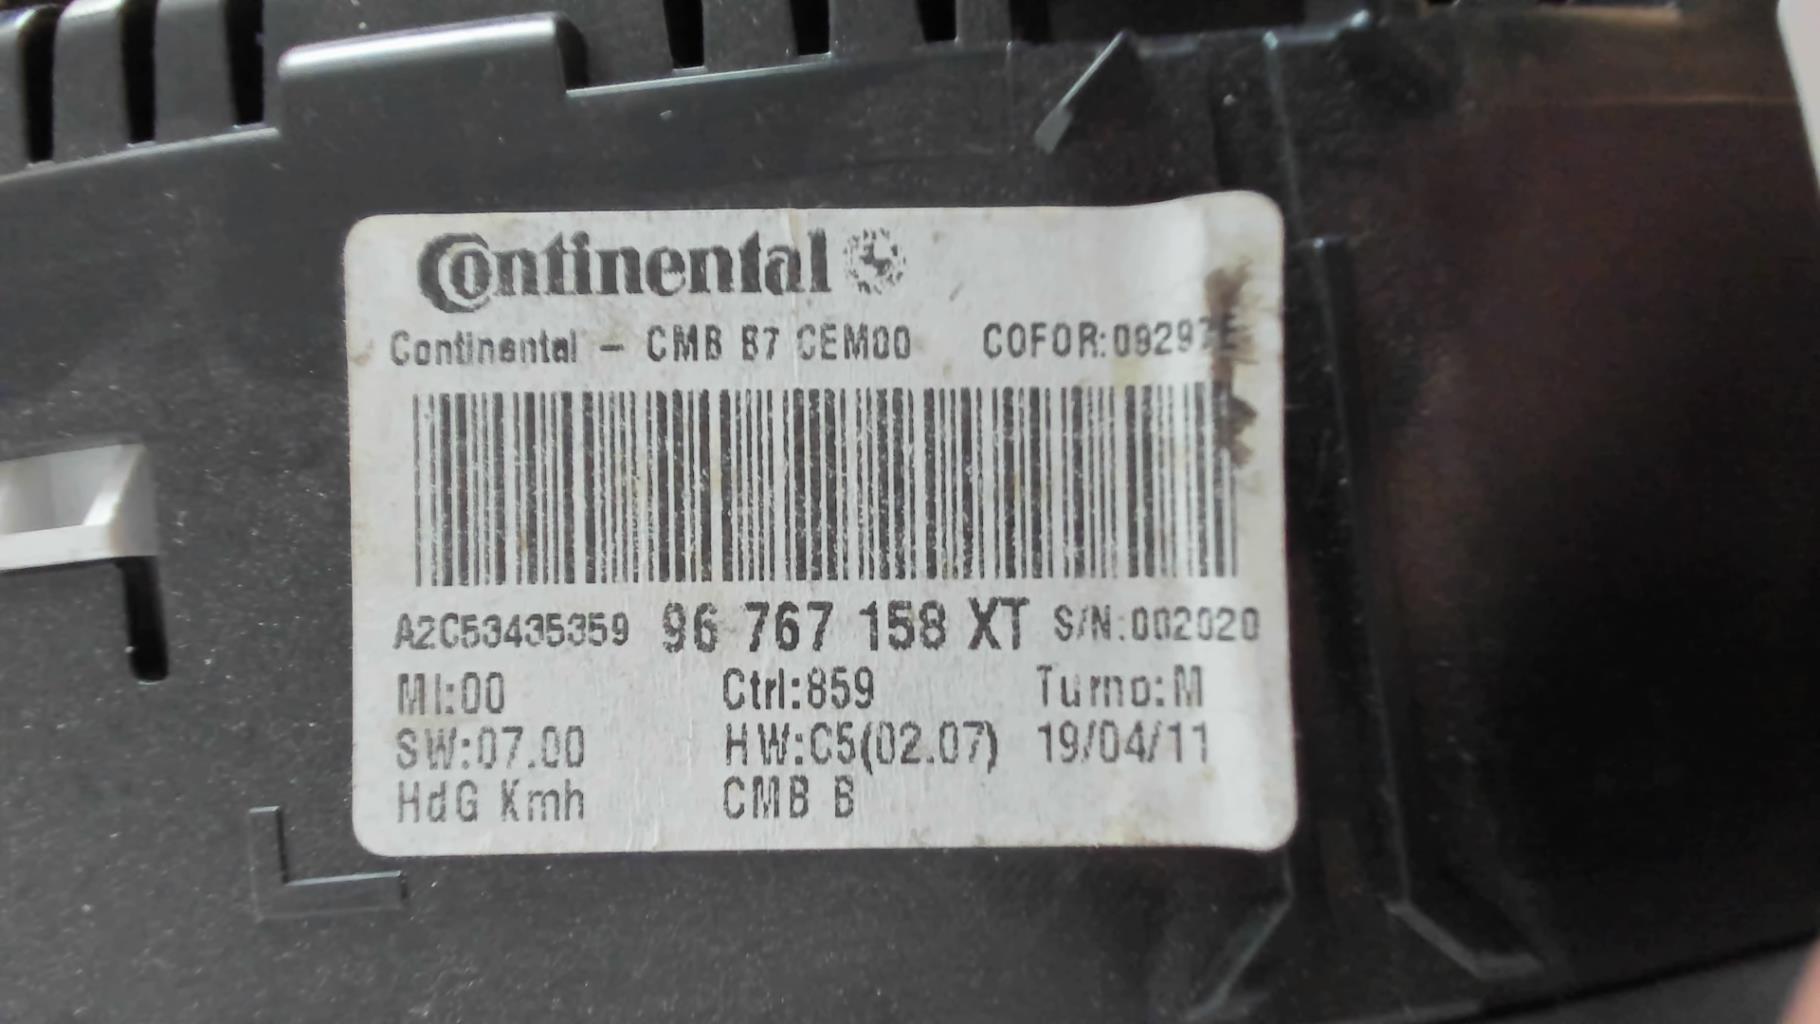 Continental
Continental - CMB B7 CEM00 COFOR:09297
A2C53435359 96 767 158 XT S/N:002020
MI:00 Ctrl:859 Turno:M
SW:07.00 HW:C5(02.07) 19/04/11
HdG Kmh CMB B